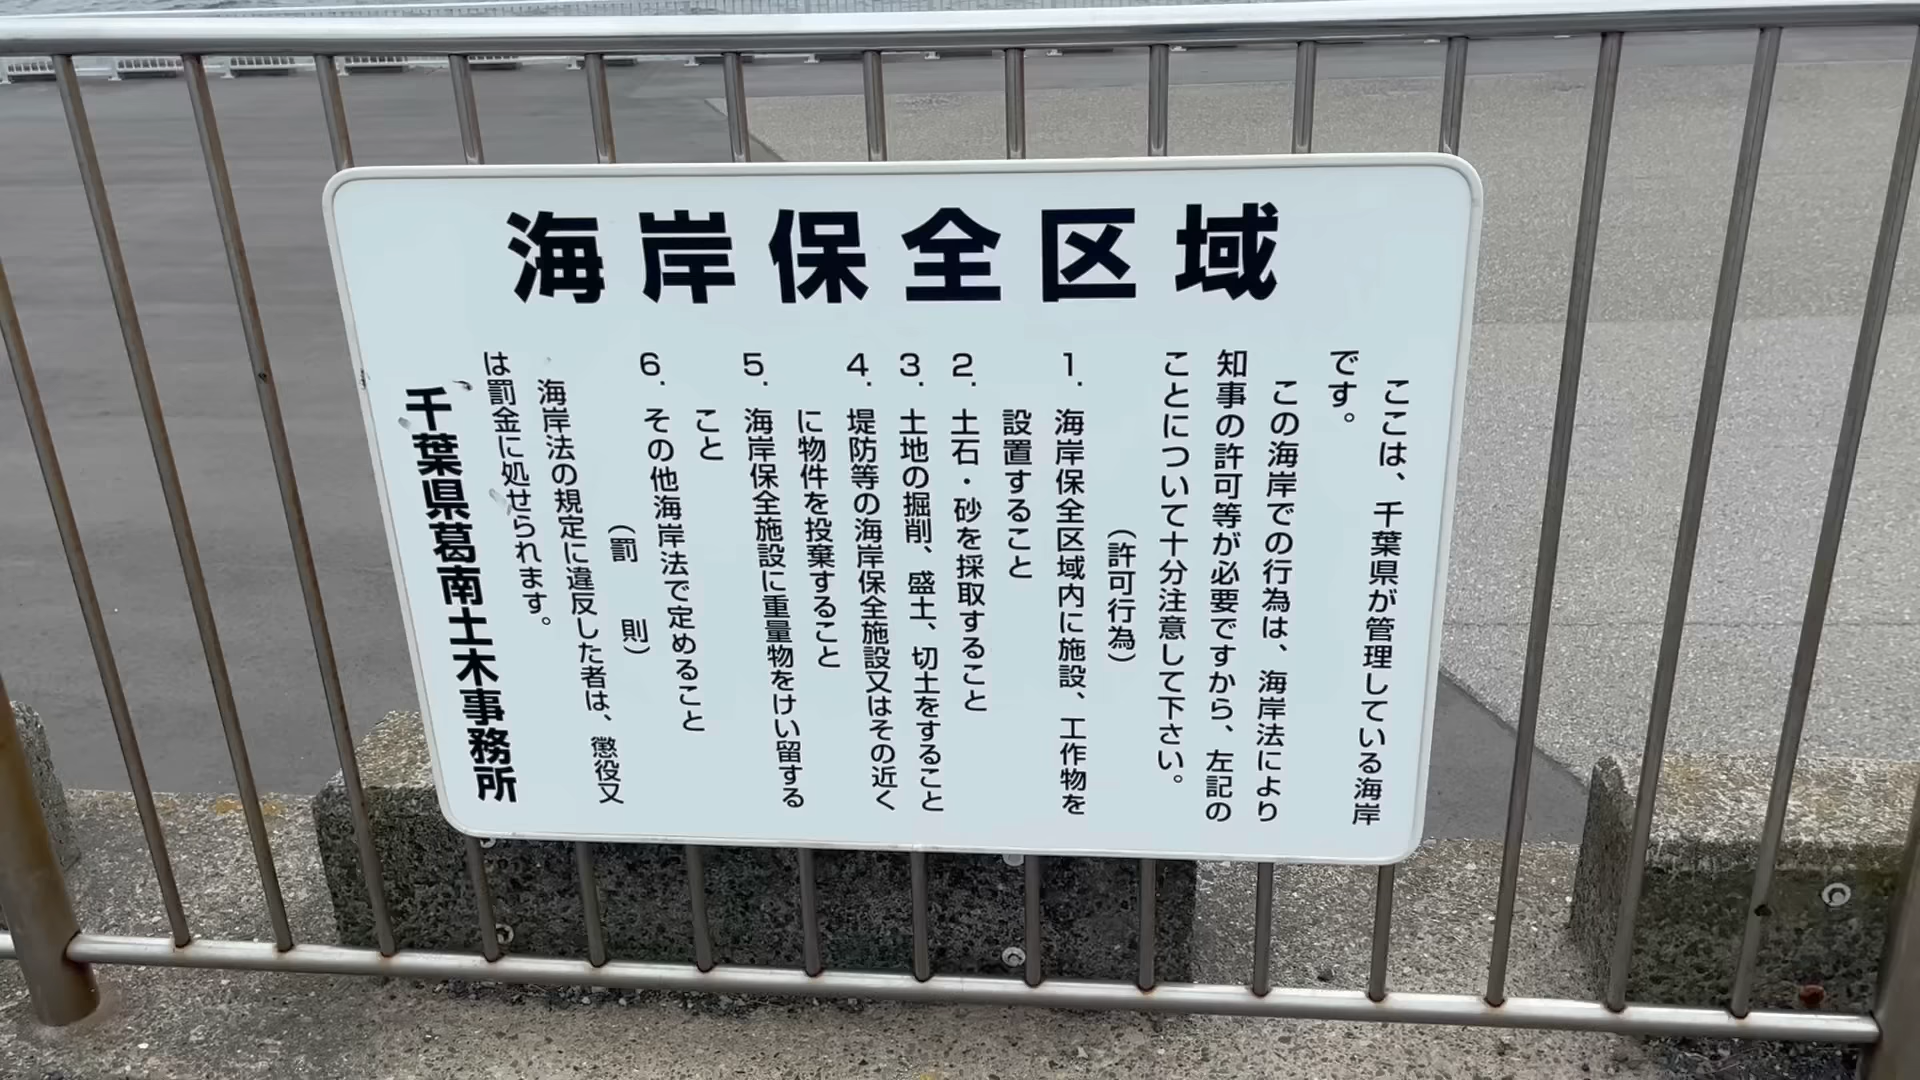 海岸保全区域
ここは、千葉県が管理している海岸
です。
この海岸での行為は、海岸法により
知事の許可等が必要ですから、左記の
ことについて十分注意して下さい。
（許可行為）
1．海岸保全区域内に施設、工作物を
設置すること
2．土石・砂を採取すること
3．土地の掘削、盛土、切土をすること
4．堤防等の海岸保全施設又はその近く
に物件を投棄すること
5．海岸保全施設に重量物をけい留する
こと
6．その他海岸法で定めること
（罰　則）
海岸法の規定に違反した者は、懲役又
は罰金に処せられます。
千葉県葛南土木事務所